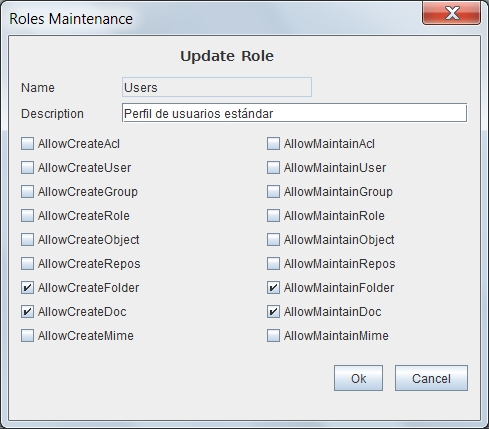 Roles Maintenance
Update Role
Name Users
Description Perfil de usuarios estándar
AllowCreateAcl AllowMaintainAcl
AllowCreateUser AllowMaintainUser
AllowCreateGroup AllowMaintainGroup
AllowCreateRole AllowMaintainRole
AllowCreateObject AllowMaintainObject
AllowCreateRepos AllowMaintainRepos
AllowCreateFolder AllowMaintainFolder
AllowCreateDoc AllowMaintainDoc
AllowCreateMime AllowMaintainMime
Ok Cancel